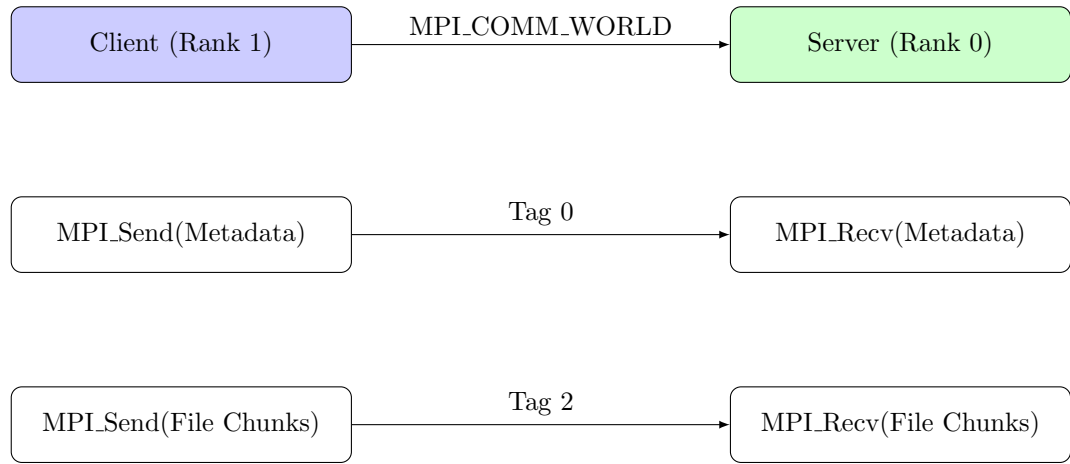 Client (Rank 1)
MPI_COMM_WORLD
Server (Rank 0)
MPI_Send(Metadata)
Tag 0
MPI_Recv(Metadata)
MPI_Send(File Chunks)
Tag 2
MPI_Recv(File Chunks)